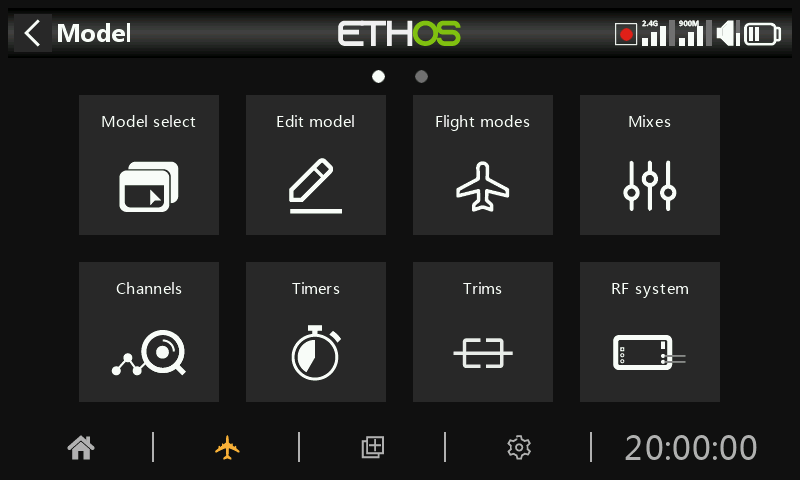 Model
ETHOS
2.4G
900M
Model select
Edit model
Flight modes
Mixes
Channels
Timers
Trims
RF system
20:00:00